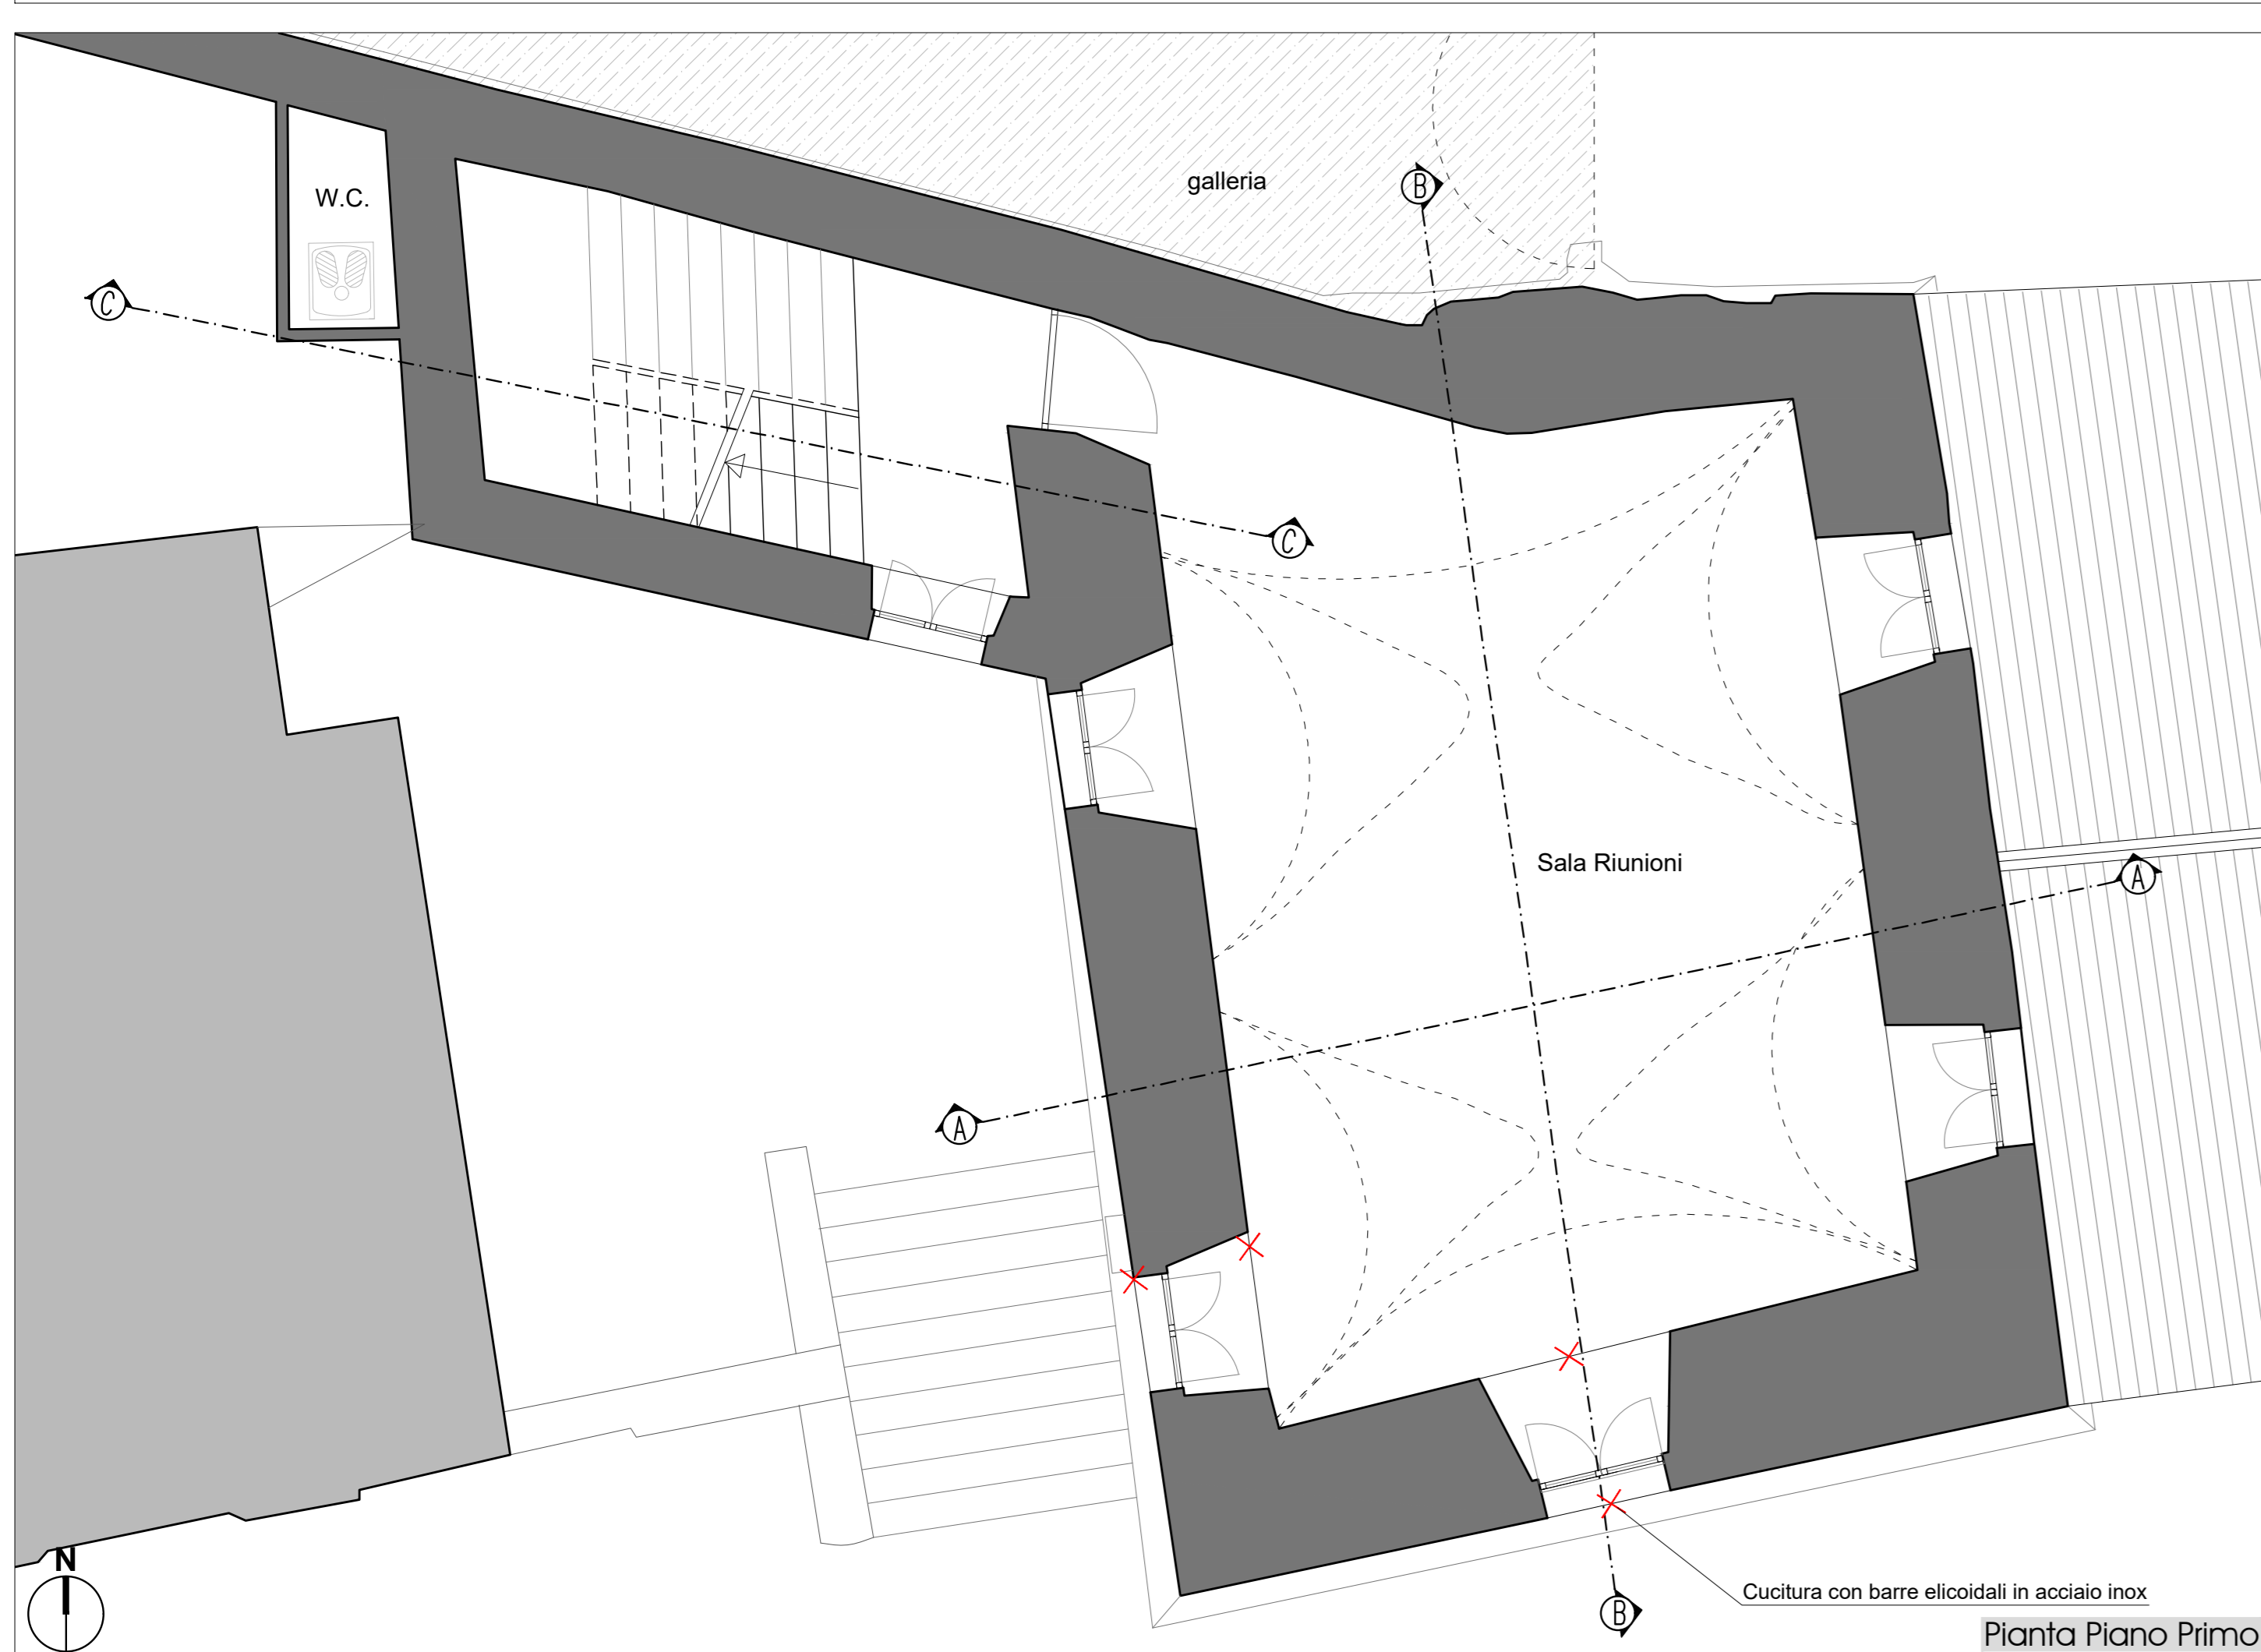 W.C.
galleria
B
C
C
Sala Riunioni
A
A
Cucitura con barre elicoidali in acciaio inox
N
B
Pianta Piano Primo